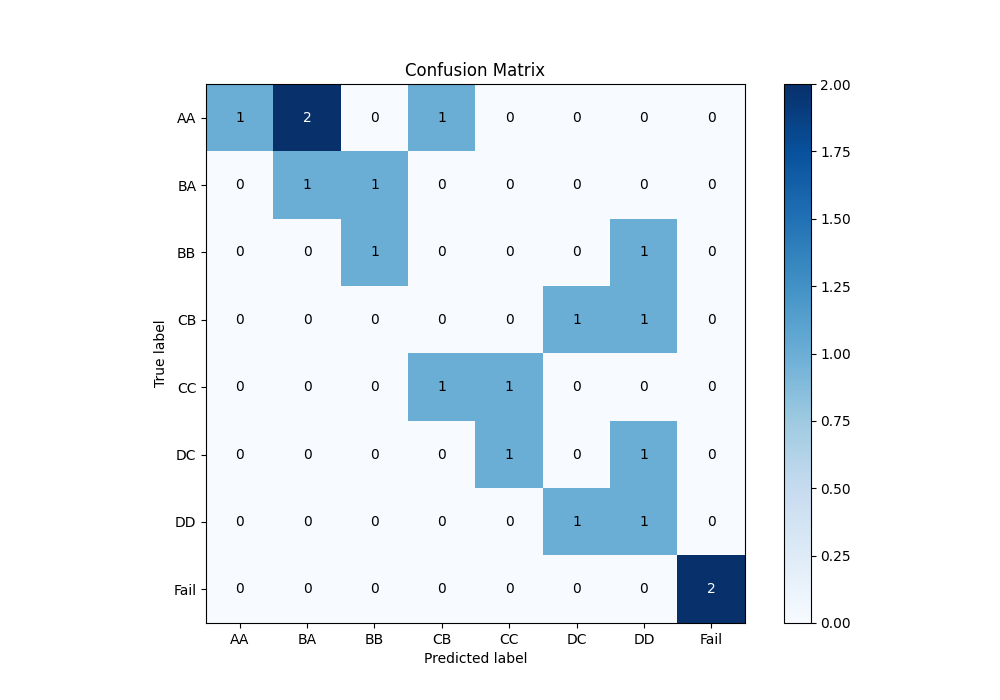 Confusion Matrix
True label
AA 1 2 0 1 0 0 0 0
BA 0 1 1 0 0 0 0 0
BB 0 0 1 0 0 0 1 0
CB 0 0 0 0 0 1 1 0
CC 0 0 0 1 1 0 0 0
DC 0 0 0 0 1 0 1 0
DD 0 0 0 0 0 1 1 0
Fail 0 0 0 0 0 0 0 2
AA BA BB CB CC DC DD Fail
Predicted label
2.00
1.75
1.50
1.25
1.00
0.75
0.50
0.25
0.00